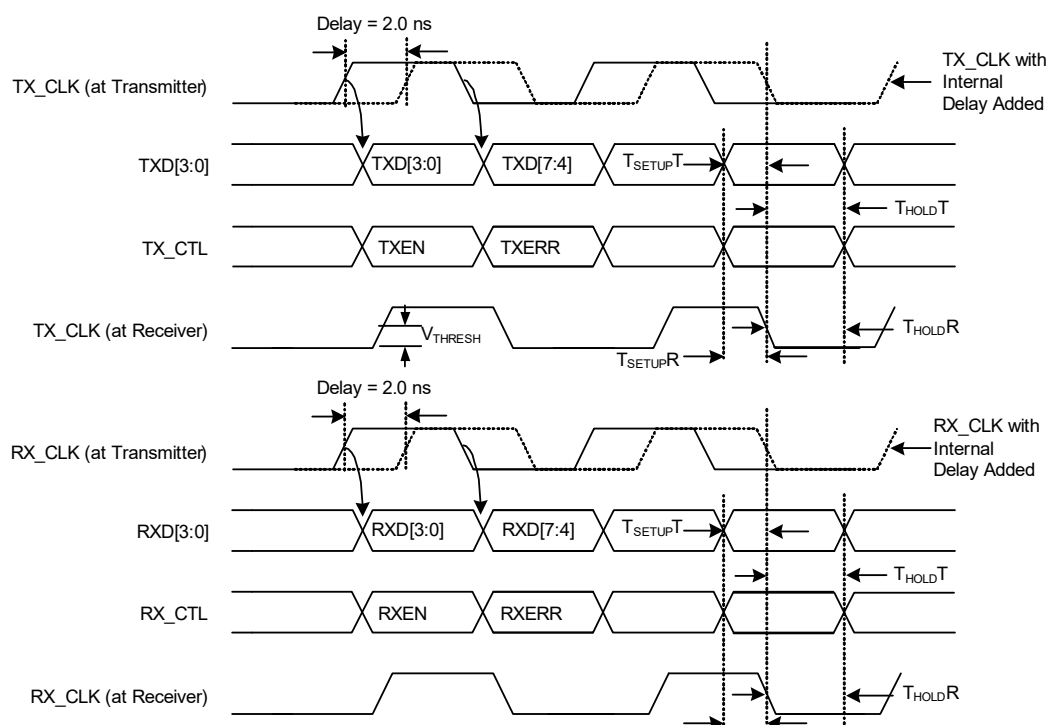 Delay = 2.0 ns
TX_CLK (at Transmitter)
TX_CLK with
Internal
Delay Added
TXD[3:0]
TXD[3:0]
TXD[7:4]
TSETUPT
THOLDT
TX_CTL
TXEN
TXERR
TX_CLK (at Receiver)
VTHRESH
THOLDR
TSETUPR
Delay = 2.0 ns
RX_CLK (at Transmitter)
RX_CLK with
Internal
Delay Added
RXD[3:0]
RXD[3:0]
RXD[7:4]
TSETUPT
THOLDT
RX_CTL
RXEN
RXERR
RX_CLK (at Receiver)
THOLDR